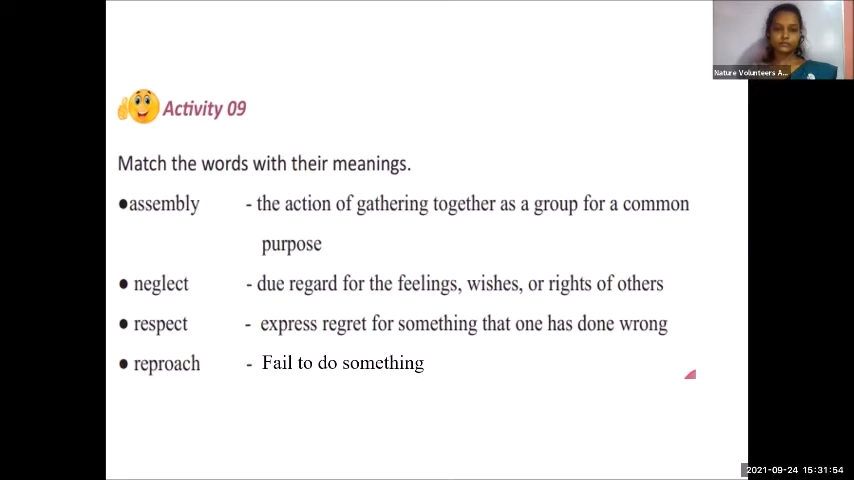 Nature Volunteers A...
Activity 09
Match the words with their meanings.
●assembly - the action of gathering together as a group for a common
purpose
● neglect - due regard for the feelings, wishes, or rights of others
● respect - express regret for something that one has done wrong
● reproach - Fail to do something
2021-09-24 15:31:54